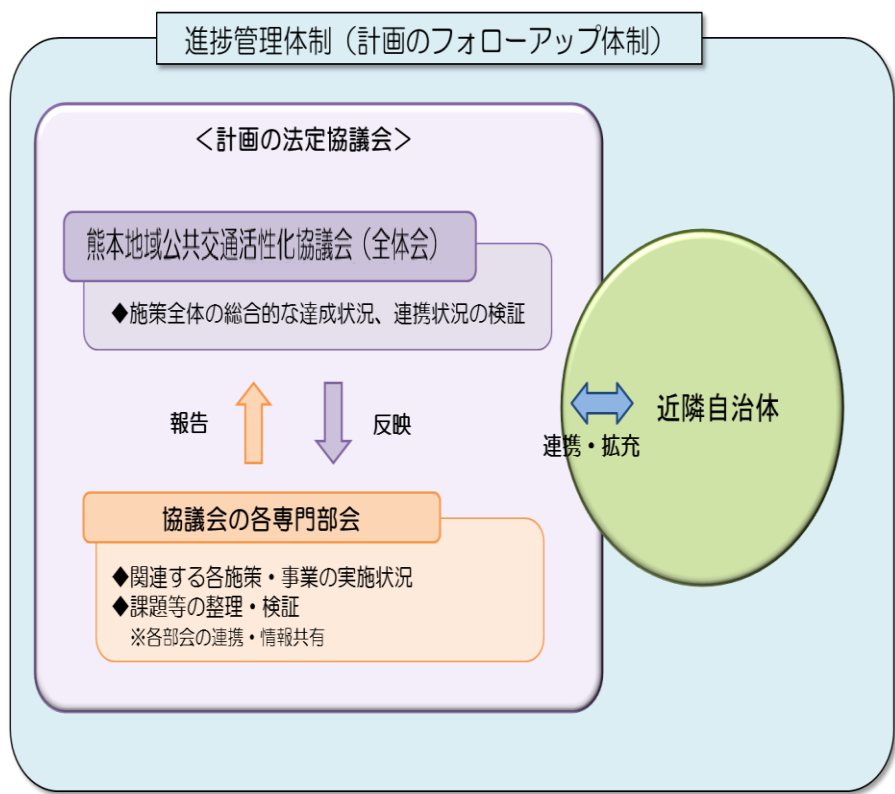 進捗管理体制（計画のフォローアップ体制）
＜計画の法定協議会＞
熊本地域公共交通活性化協議会（全体会）
◆施策全体の総合的な達成状況、連携状況の検証
報告
反映
連携・拡充
近隣自治体
協議会の各専門部会
◆関連する各施策・事業の実施状況
◆課題等の整理・検証
※各部会の連携・情報共有